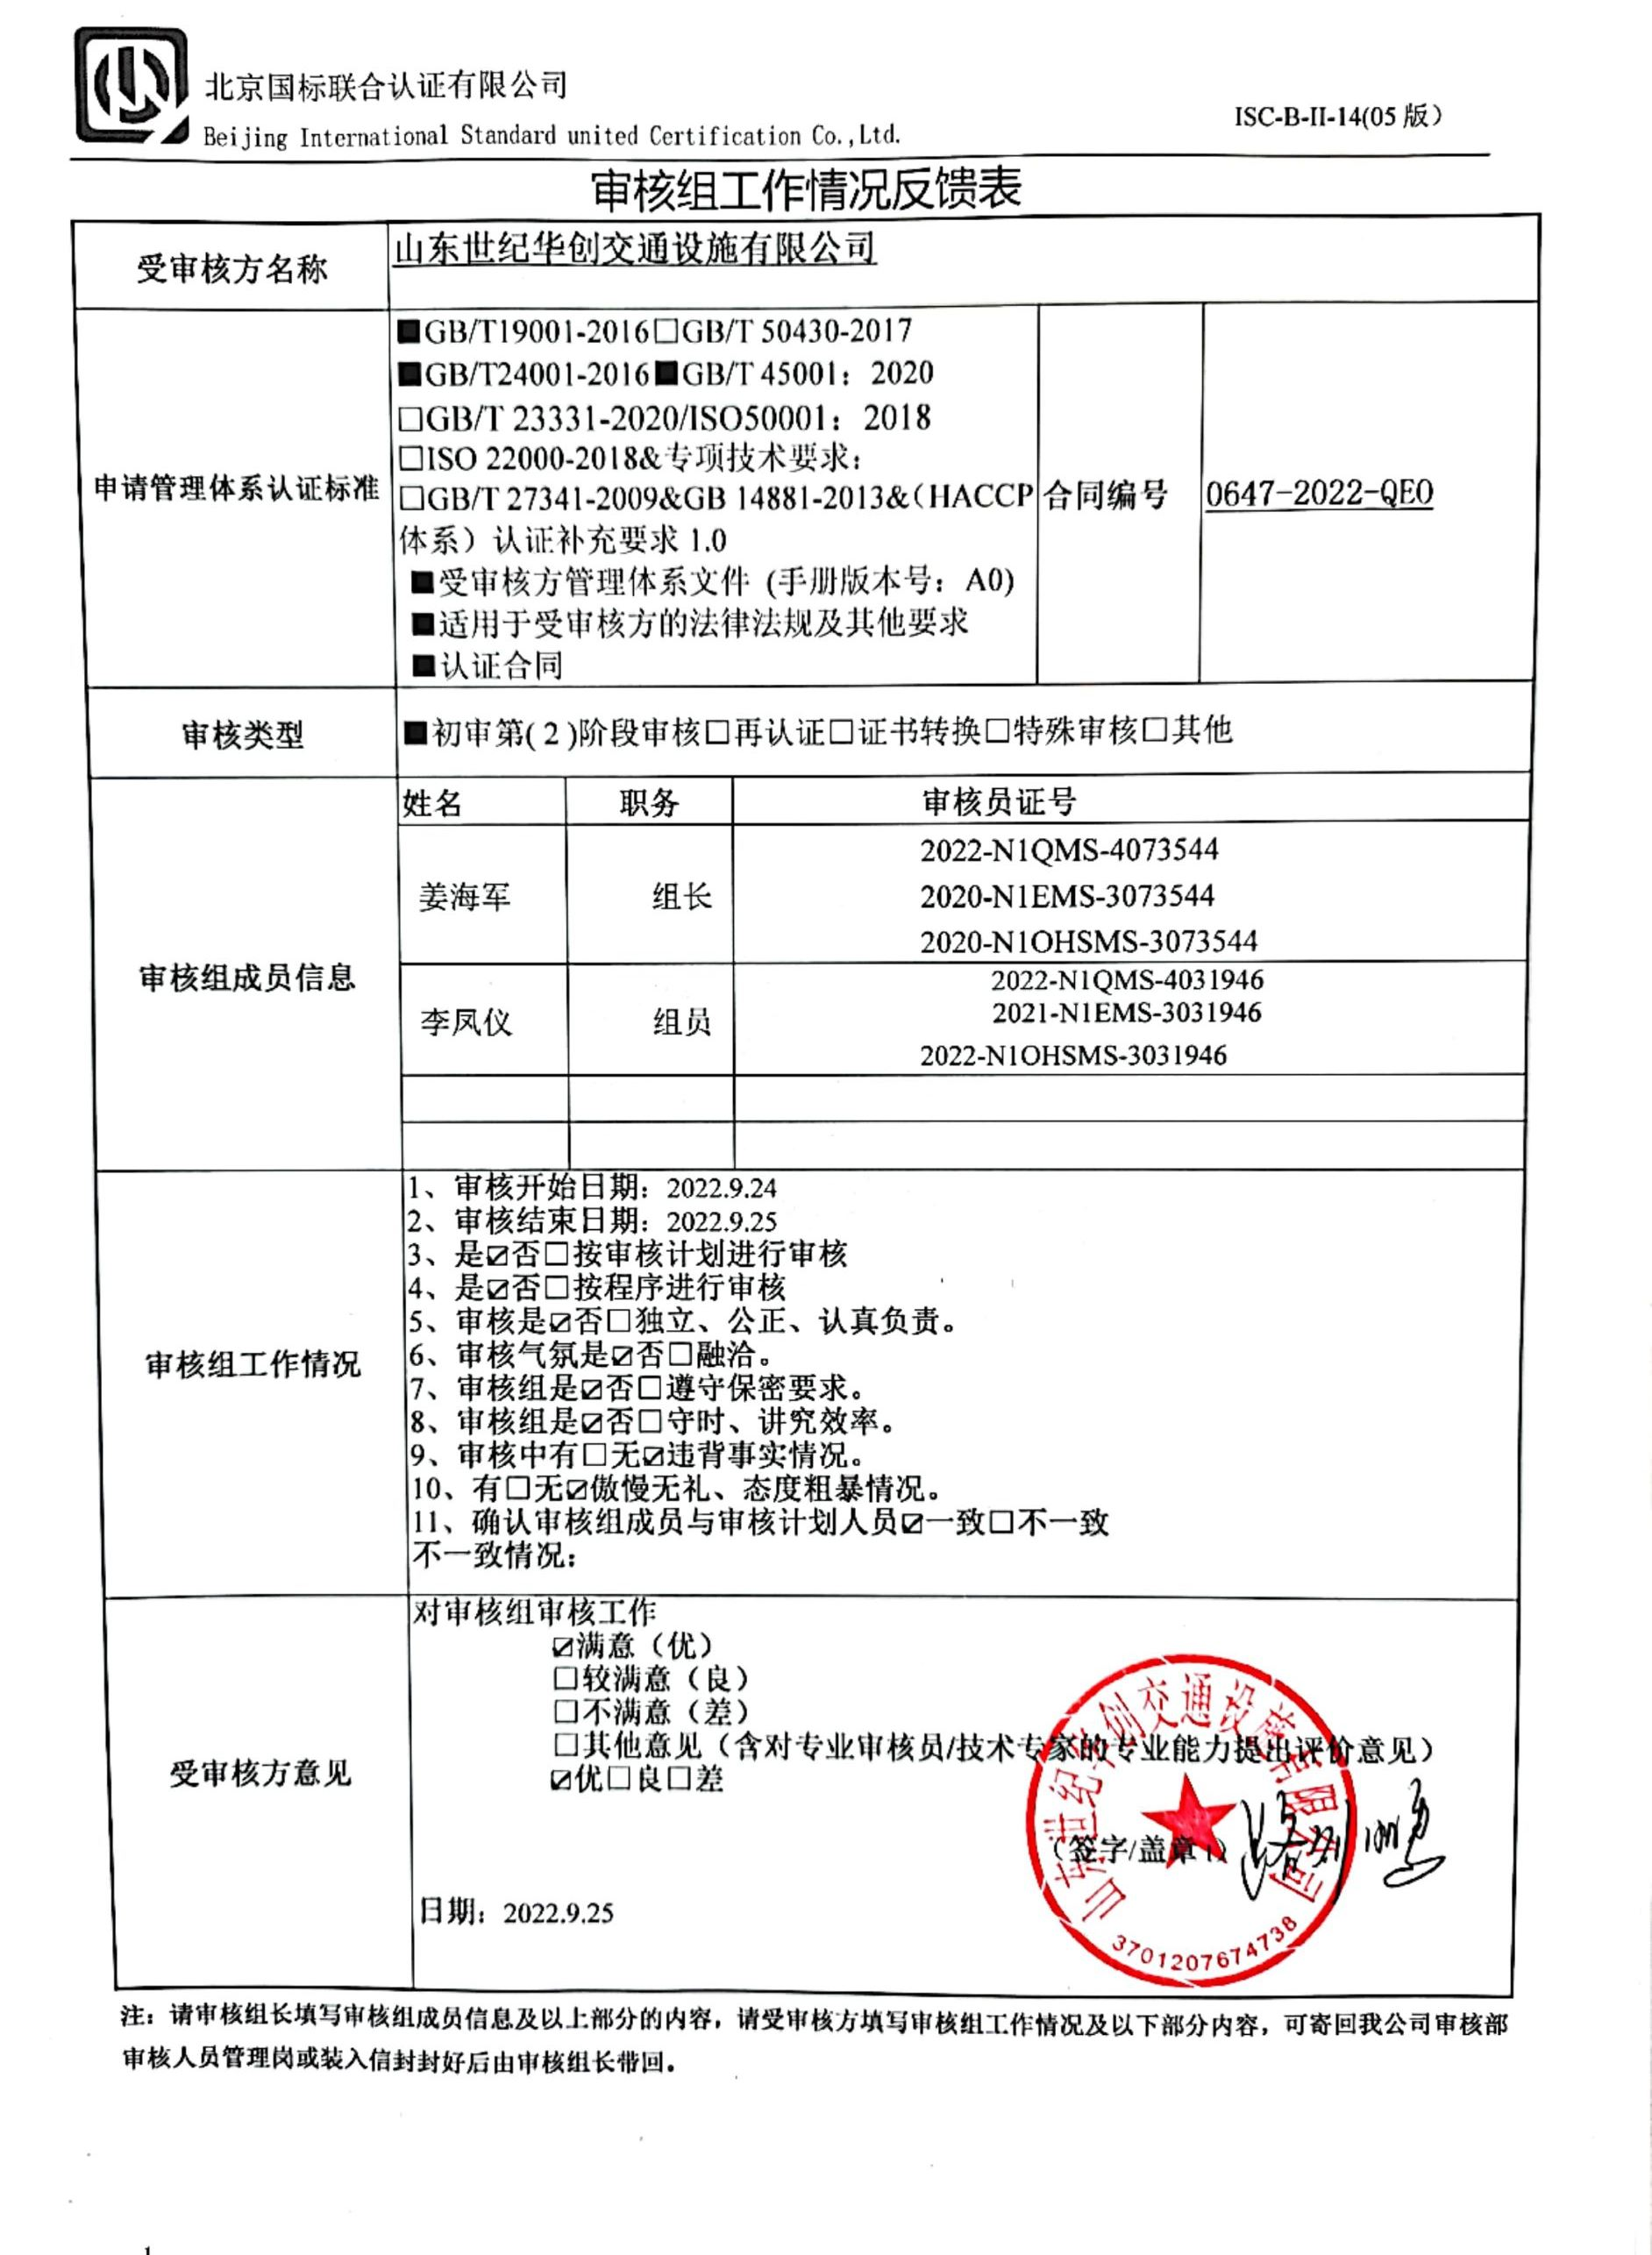 北京国标联合认证有限公司
Beijing International Standard united Certification Co.,Ltd.
ISC-B-II-14(05 版）
审核组工作情况反馈表
受审核方名称
山东世纪华创交通设施有限公司
申请管理体系认证标准
■GB/T19001-2016□GB/T 50430-2017
■GB/T24001-2016■GB/T 45001：2020
□GB/T 23331-2020/ISO50001：2018
□ISO 22000-2018&专项技术要求：
□GB/T 27341-2009&GB 14881-2013&（HACCP
体系）认证补充要求 1.0
■受审核方管理体系文件 (手册版本号：A0)
■适用于受审核方的法律法规及其他要求
■认证合同
合同编号
0647-2022-QEO
审核类型
■初审第( 2 )阶段审核□再认证□证书转换□特殊审核□其他
审核组成员信息
姓名 职务 审核员证号
姜海军 组长
2022-N1QMS-4073544
2020-N1EMS-3073544
2020-N1OHSMS-3073544
李凤仪 组员
2022-N1QMS-4031946
2021-N1EMS-3031946
2022-N1OHSMS-3031946
审核组工作情况
1、审核开始日期：2022.9.24
2、审核结束日期：2022.9.25
3、是☑否□按审核计划进行审核
4、是☑否□按程序进行审核
5、审核是☑否□独立、公正、认真负责。
6、审核气氛是☑否□融洽。
7、审核组是☑否□遵守保密要求。
8、审核组是☑否□守时、讲究效率。
9、审核中有□无☑违背事实情况。
10、有□无☑傲慢无礼、态度粗暴情况。
11、确认审核组成员与审核计划人员☑一致□不一致
不一致情况：
受审核方意见
对审核组审核工作
☑满意（优）
□较满意（良）
□不满意（差）
□其他意见（含对专业审核员/技术专家的专业能力提出评价意见）
☑优□良□差
（签字/盖章）
日期：2022.9.25
山东世纪华创交通设施有限公司
3701207674738
注：请审核组长填写审核组成员信息及以上部分的内容，请受审核方填写审核组工作情况及以下部分内容，可寄回我公司审核部
审核人员管理岗或装入信封封好后由审核组长带回。
1